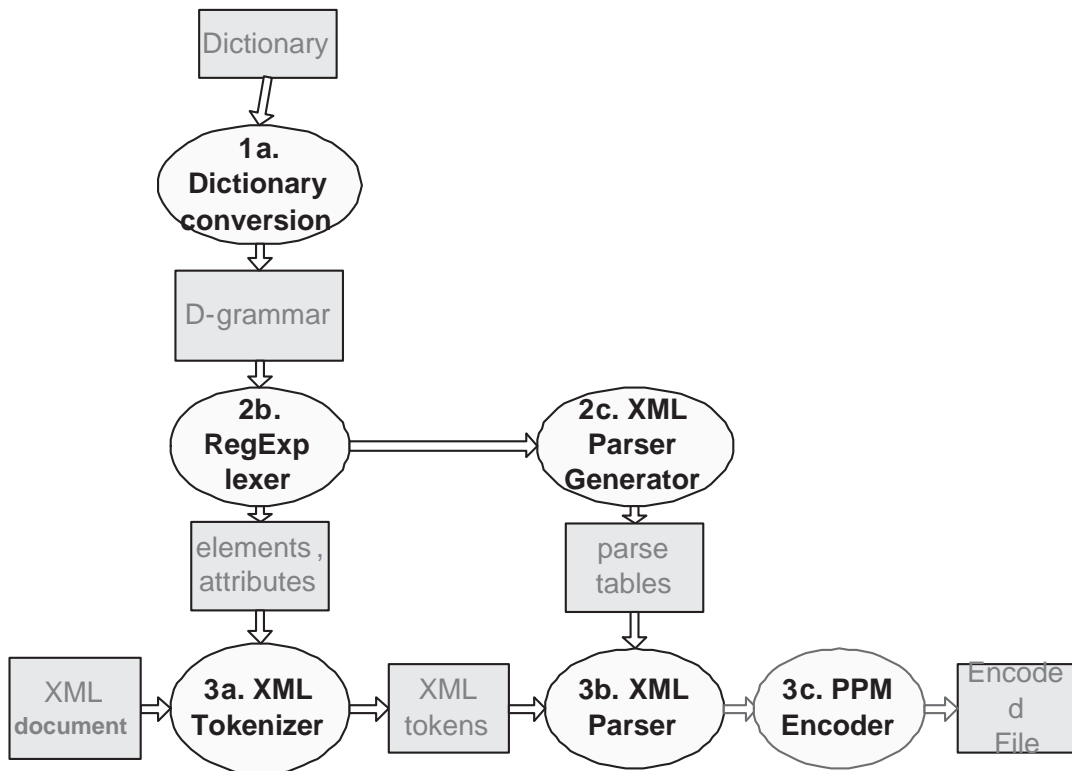 Dictionary
1a.
Dictionary
conversion
D-grammar
2b.
RegExp
lexer
2c. XML
Parser
Generator
elements,
attributes
parse
tables
XML
document
3a. XML
Tokenizer
XML
tokens
3b. XML
Parser
3c. PPM
Encoder
Encode
d
File